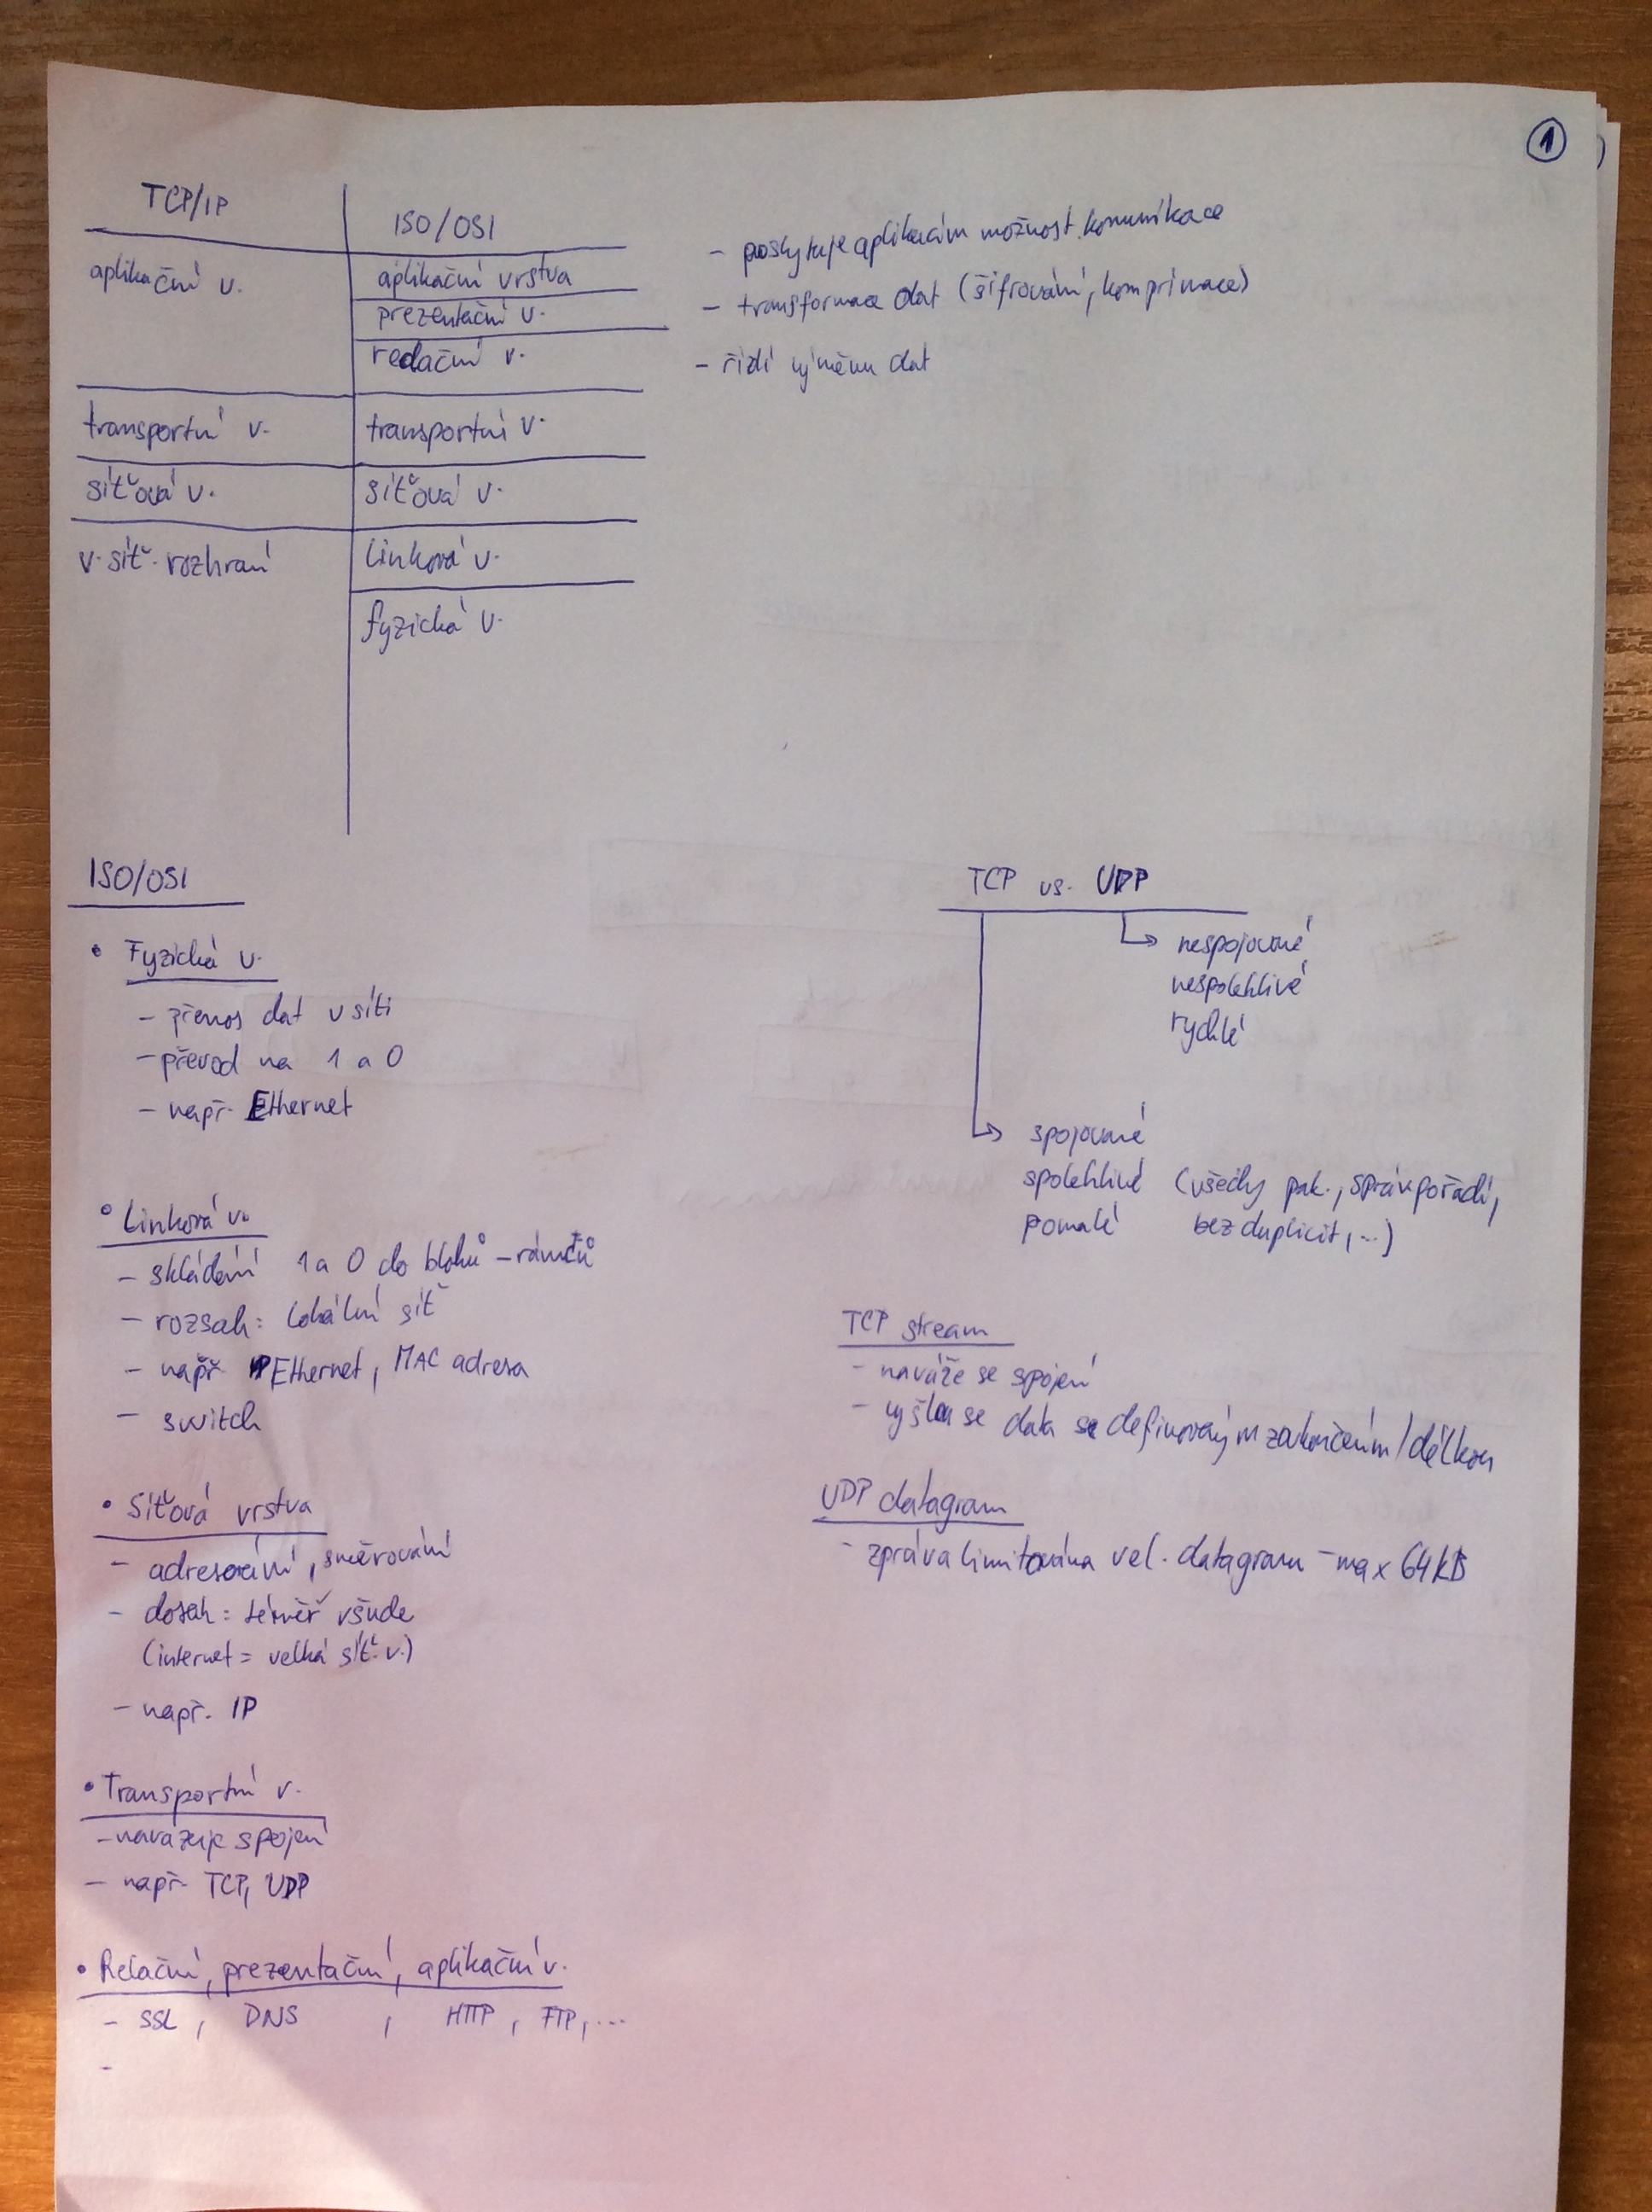 1
TCP/IP ISO/OSI
aplikační v. aplikační vrstva - poskytuje aplikacím možnost komunikace
prezentační v. - transformace dat (šifrování, komprimace)
relační v. - řídí výměnu dat
transportní v. transportní v.
síťová v. síťová v.
v. síť. rozhraní linková v.
fyzická v.
ISO/OSI
• Fyzická v.
- přenos dat v síti
- převod na 1 a 0
- např. Ethernet
• Linková v.
- skládání 1 a 0 do bloků - rámců
- rozsah: lokální síť
- např. Ethernet, MAC adresa
- switch
• síťová vrstva
- adresování, směrování
- dosah: téměř všude
(internet = velká síť. v.)
- např. IP
• Transportní v.
- navazuje spojení
- např. TCP, UDP
• Relační, prezentační, aplikační v.
- SSL, DNS, HTTP, FTP, ...
-
TCP vs. UDP
↳ nespojované
nespolehlivé
rychlé
↳ spojované
spolehlivé (všechny pak., správ. pořadí,
pomalé bez duplicit, ...)
TCP stream
- naváže se spojení
- vyšlou se data s definovaným zakončením/délkou
UDP datagram
- zpráva limitována vel. datagram - max 64kB